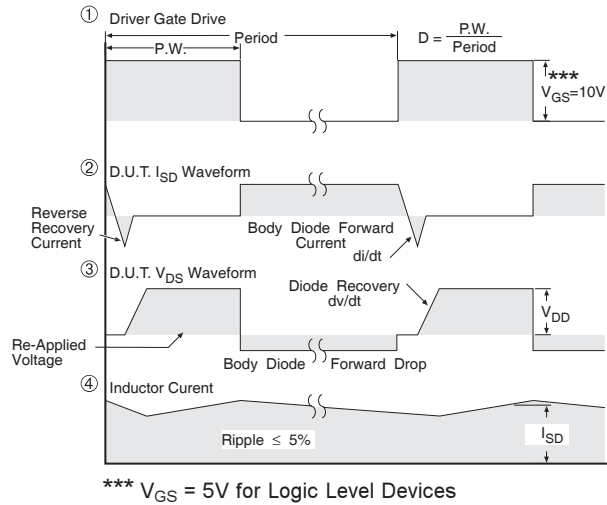 ① Driver Gate Drive
P.W.
Period
D = P.W.
Period
***
VGS=10V
② D.U.T. ISD Waveform
Reverse
Recovery
Current
Body Diode Forward
Current
di/dt
③ D.U.T. VDS Waveform
Diode Recovery
dv/dt
VDD
Re-Applied
Voltage
Body Diode Forward Drop
④ Inductor Curent
Ripple ≤ 5%
ISD
*** VGS = 5V for Logic Level Devices